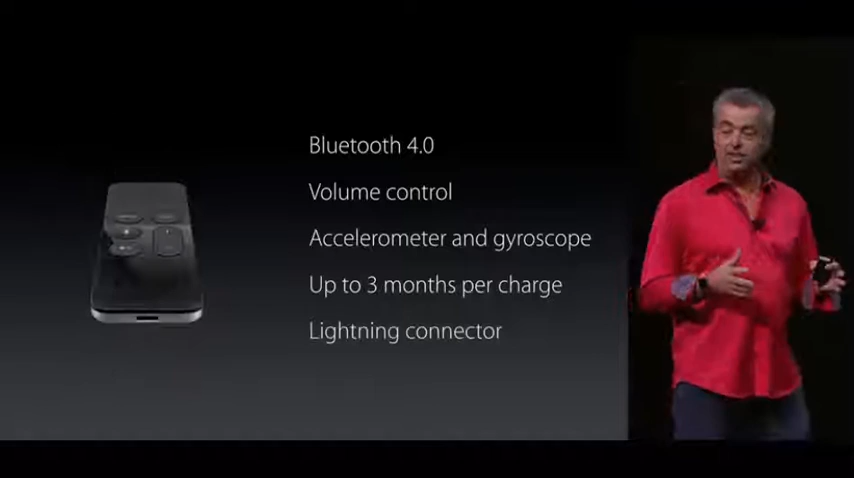 Bluetooth 4.0
Volume control
Accelerometer and gyroscope
Up to 3 months per charge
Lightning connector